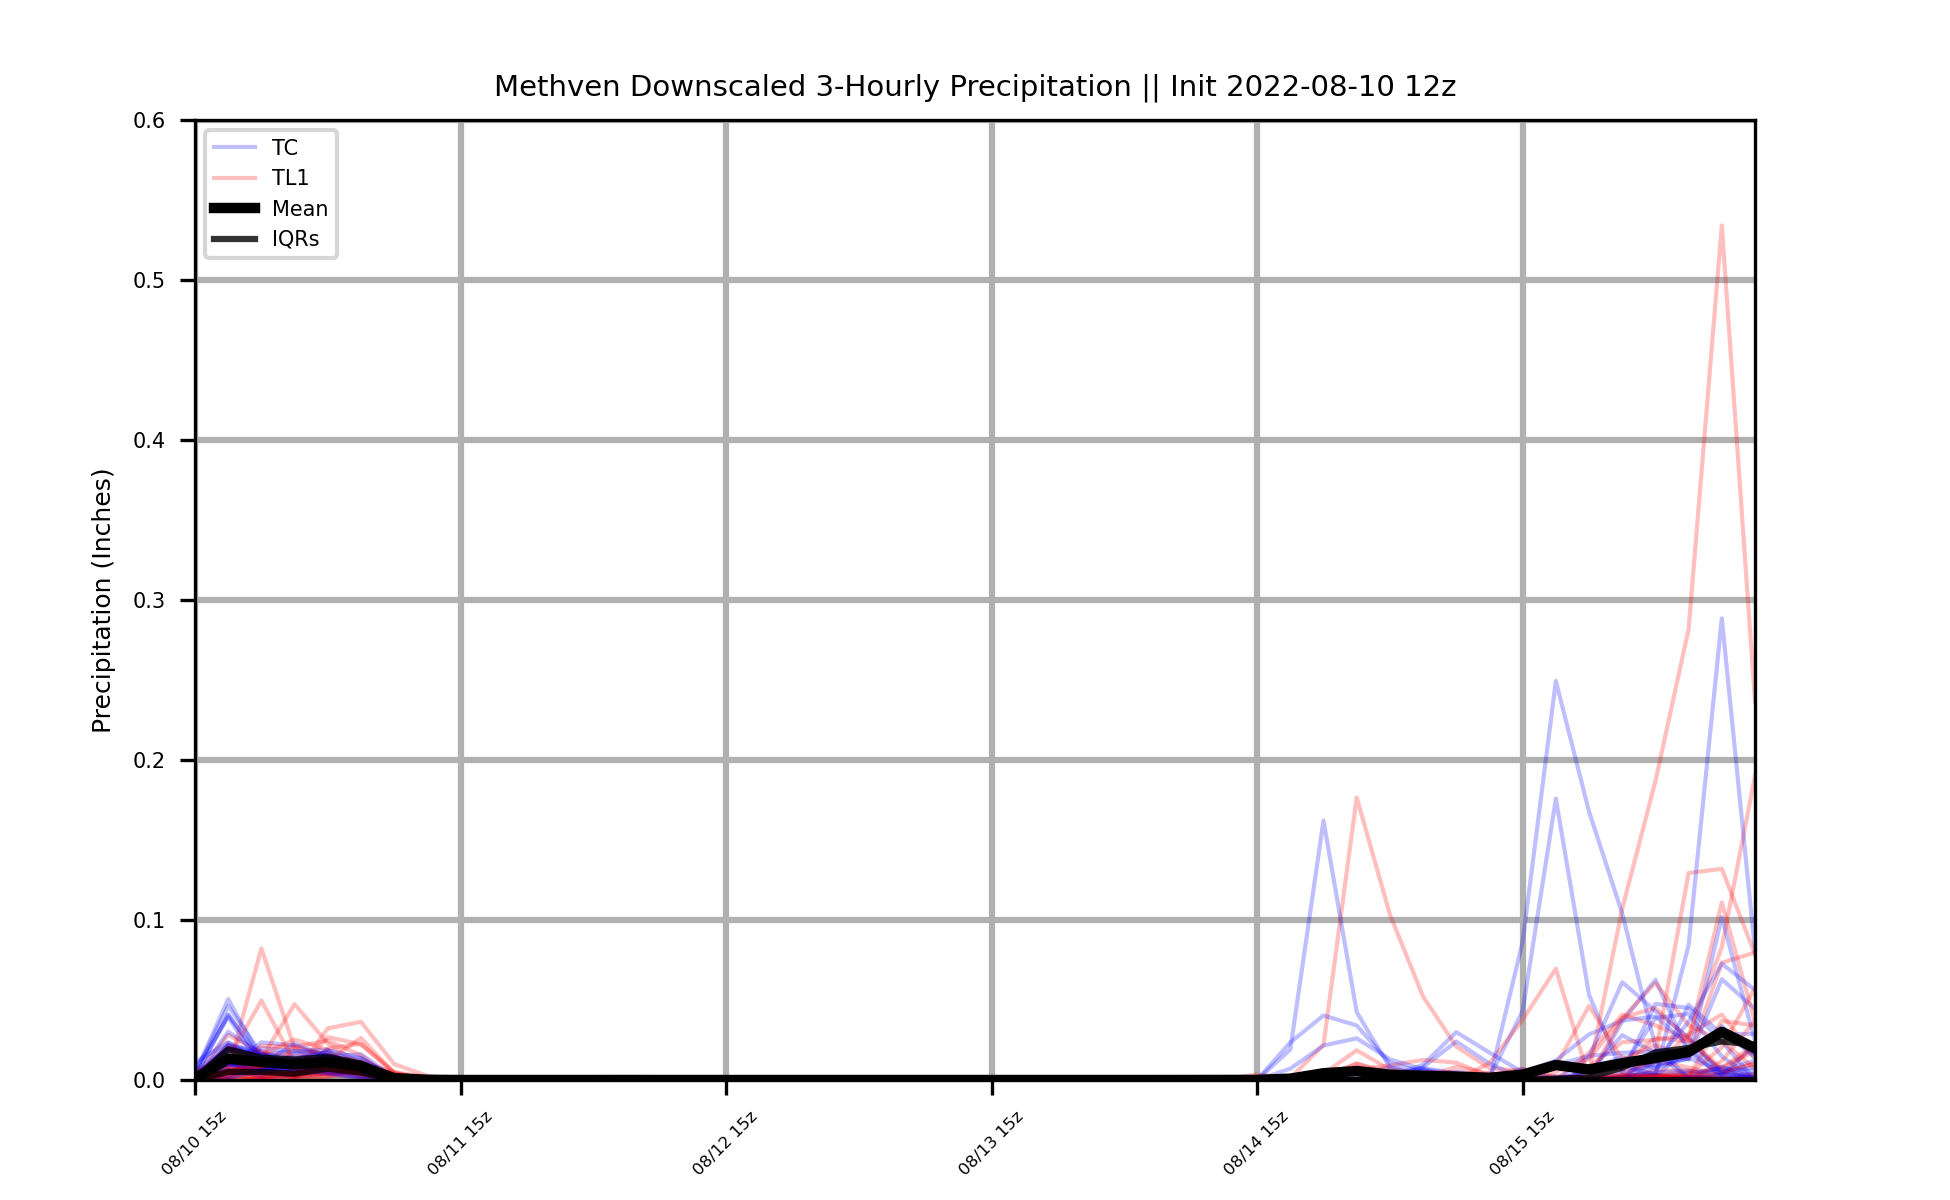 Methven Downscaled 3-Hourly Precipitation || Init 2022-08-10 12z
TC
TL1
Mean
IQRs
Precipitation (Inches)
0.6
0.5
0.4
0.3
0.2
0.1
0.0
08/10 15z
08/11 15z
08/12 15z
08/13 15z
08/14 15z
08/15 15z